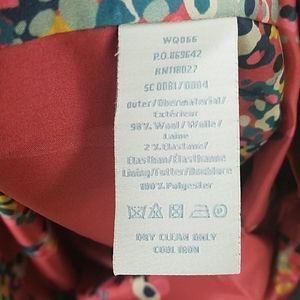 WQ066
P.O.869642
RN118027
SC 0081/0004
outer/Obermaterial/
Extérieur
98% Wool/Wolle/
Laine
2% Elastane/
Elasthan/Élasthanne
Lining/Futter/Doublure
100% Polyester
DRY CLEAN ONLY
COOL IRON